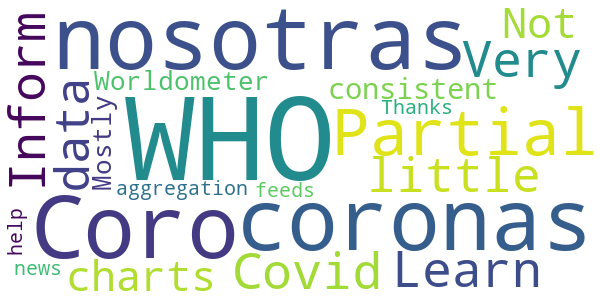 nosotras
Not
Very
Inform
data
Worldometer
consistent
Mostly
WHO
Thanks
Partial
little
aggregation
feeds
Coro
coronas
help
news
charts
Covid
Learn